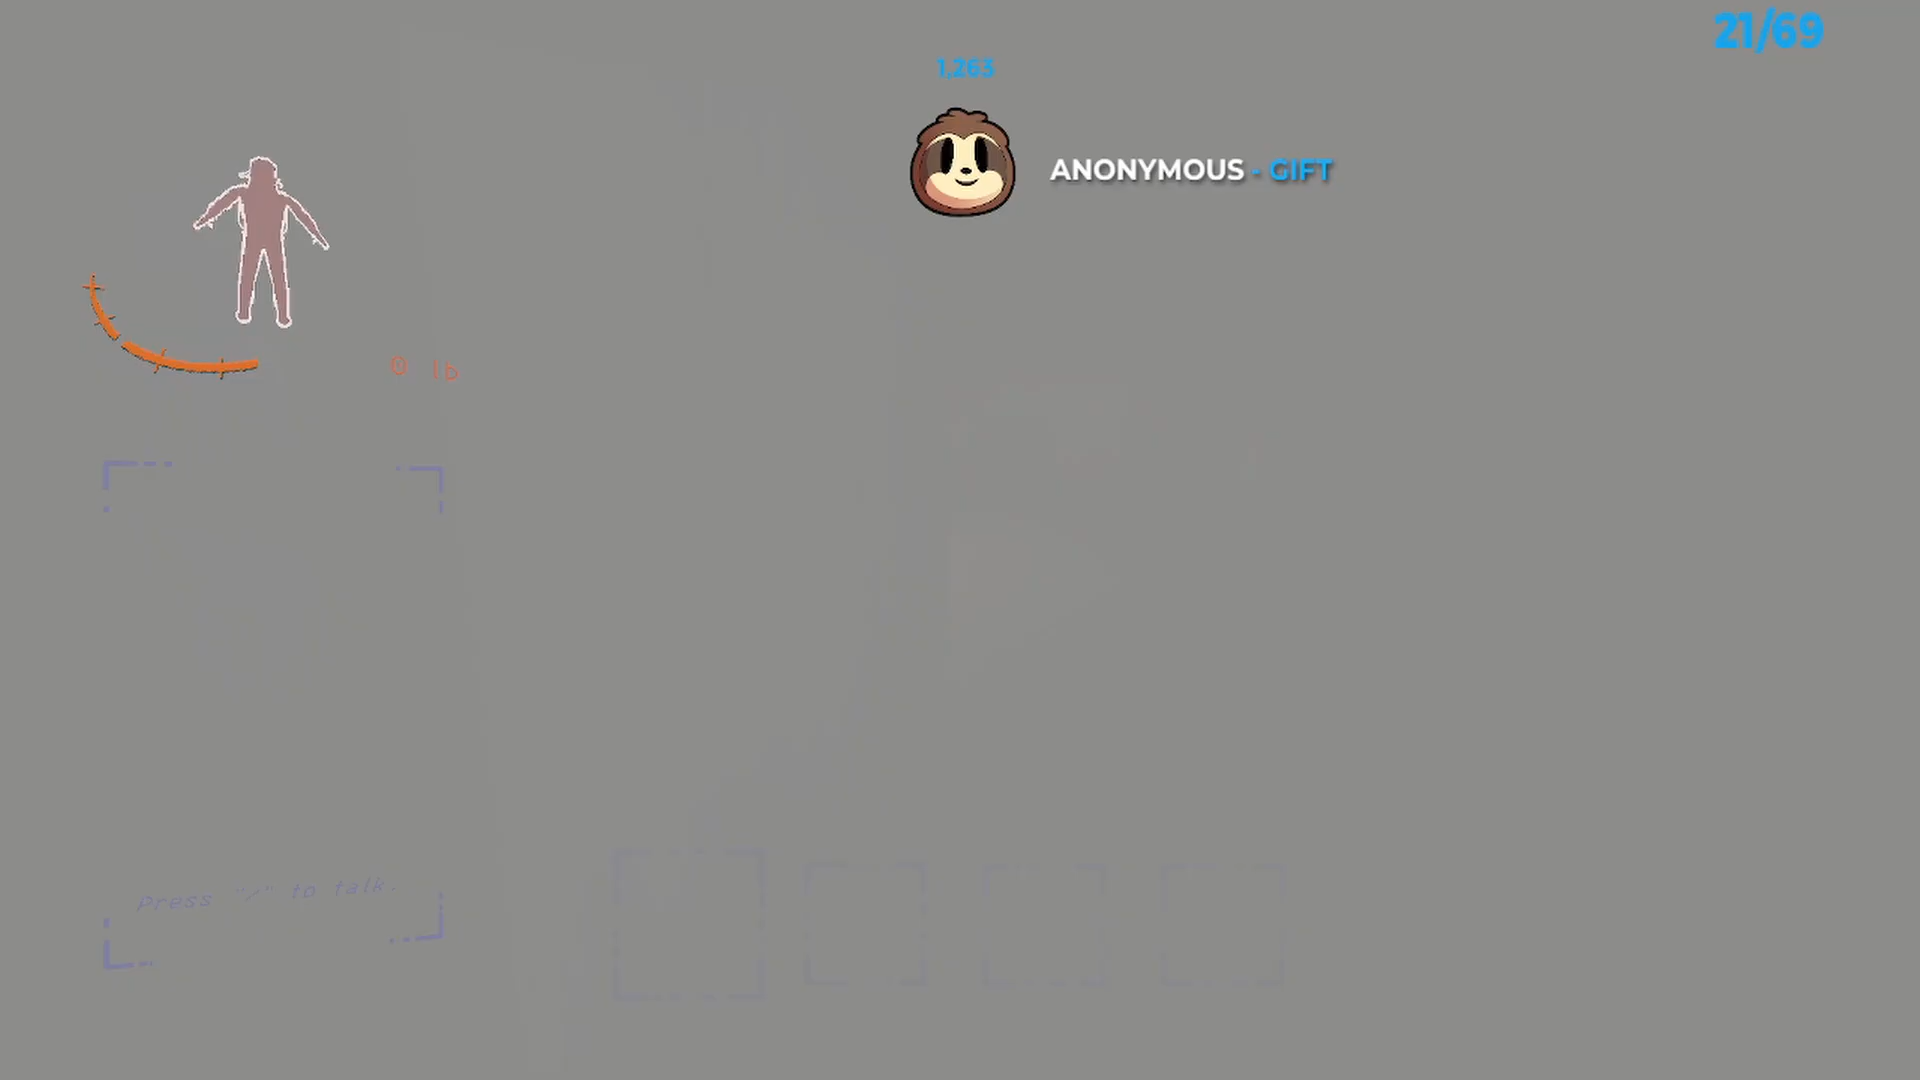 21/69
1,263
ANONYMOUS - GIFT
0 lb
Press "/" to talk.